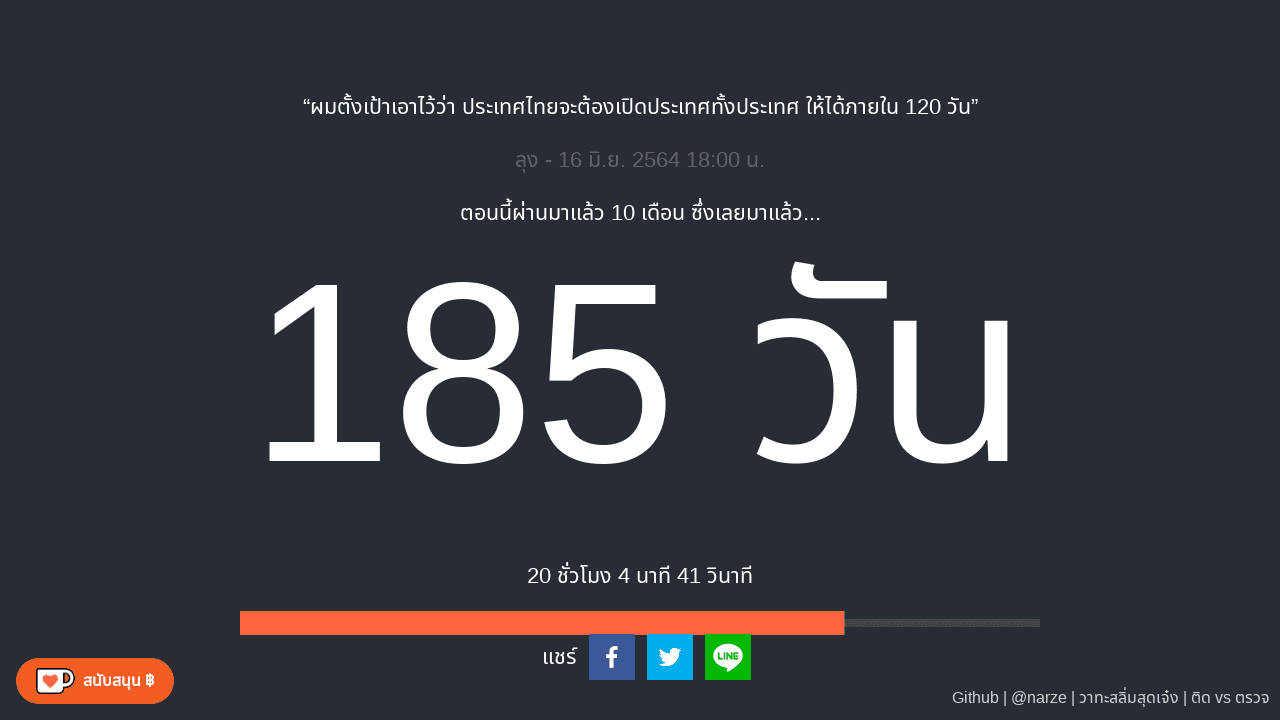 “ผมตั้งเป้าเอาไว้ว่า ประเทศไทยจะต้องเปิดประเทศทั้งประเทศ ให้ได้ภายใน 120 วัน”
ลุง - 16 มิ.ย. 2564 18:00 น.
ตอนนี้ผ่านมาแล้ว 10 เดือน ซึ่งเลยมาแล้ว...
185 วัน
20 ชั่วโมง 4 นาที 41 วินาที
แชร์
LINE
สนับสนุน ฿
Github | @narze | วาทะสลิ่มสุดเจ๋ง | ติด vs ตรวจ